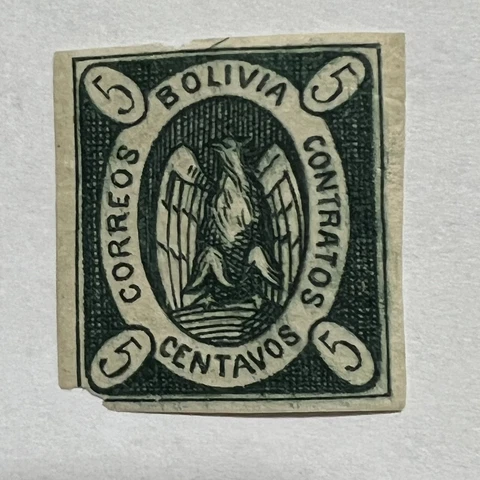 5 5
BOLIVIA
CORREOS
CONTRATOS
CENTAVOS
5 5